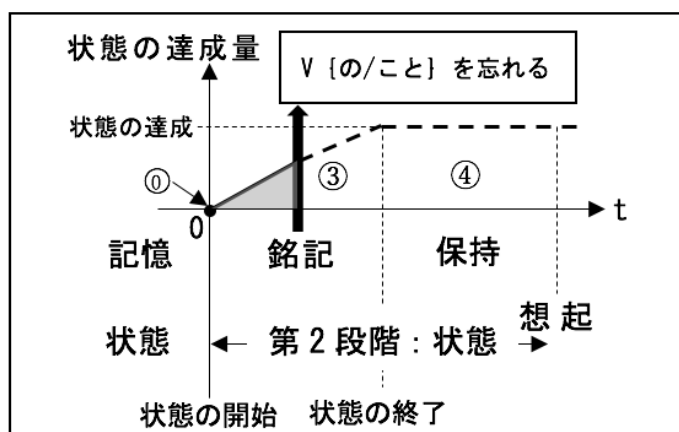 状態の達成量
V {の/こと} を忘れる
状態の達成
⓪
③
④
0
t
記憶
銘記
保持
想起
状態
第2段階:状態
状態の開始
状態の終了